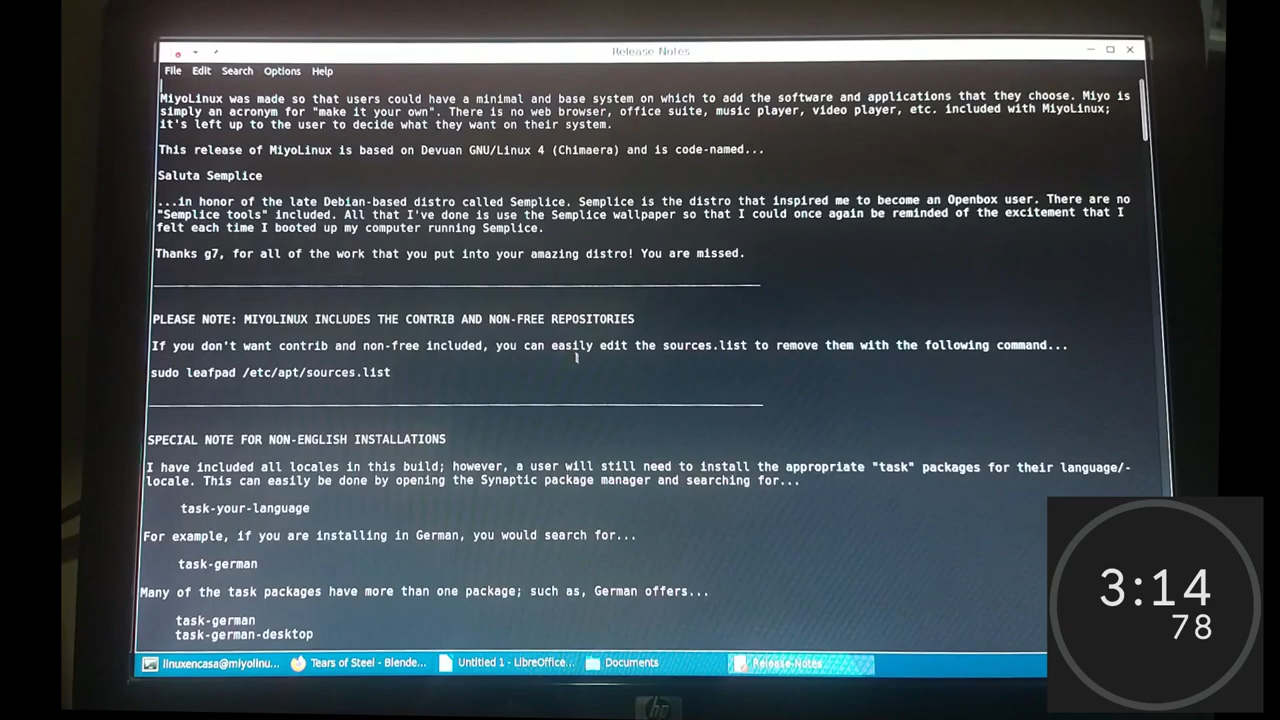 Release Notes
File Edit Search Options Help
MiyoLinux was made so that users could have a minimal and base system on which to add the software and applications that they choose. Miyo is
simply an acronym for "make it your own". There is no web browser, office suite, music player, video player, etc. included with MiyoLinux;
it's left up to the user to decide what they want on their system.
This release of MiyoLinux is based on Devuan GNU/Linux 4 (Chimaera) and is code-named...
Saluta Semplice
...in honor of the late Debian-based distro called Semplice. Semplice is the distro that inspired me to become an Openbox user. There are no
"Semplice tools" included. All that I've done is use the Semplice wallpaper so that I could once again be reminded of the excitement that I
felt each time I booted up my computer running Semplice.
Thanks g7, for all of the work that you put into your amazing distro! You are missed.
PLEASE NOTE: MIYOLINUX INCLUDES THE CONTRIB AND NON-FREE REPOSITORIES
If you don't want contrib and non-free included, you can easily edit the sources.list to remove them with the following command...
sudo leafpad /etc/apt/sources.list
SPECIAL NOTE FOR NON-ENGLISH INSTALLATIONS
I have included all locales in this build; however, a user will still need to install the appropriate "task" packages for their language/-
locale. This can easily be done by opening the Synaptic package manager and searching for...
task-your-language
For example, if you are installing in German, you would search for...
task-german
Many of the task packages have more than one package; such as, German offers...
task-german
task-german-desktop
linuxencasa@miyolinu... Tears of Steel - Blende... Untitled 1 - LibreOffice... Documents Release-Notes
3:14
78
hp